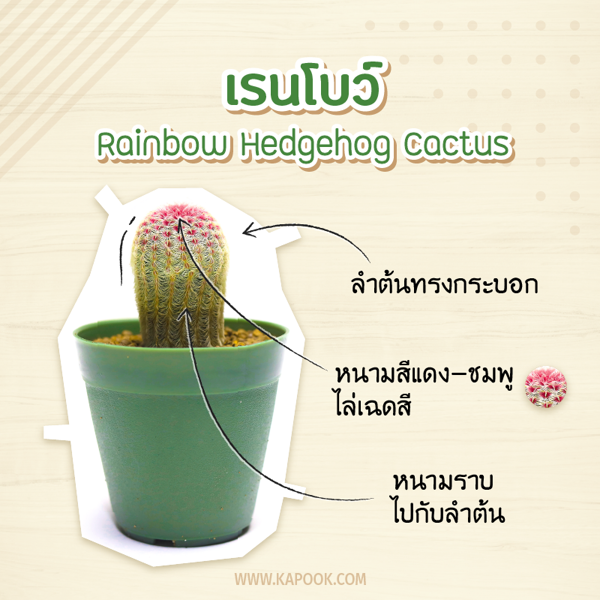 เรนโบว์
Rainbow Hedgehog Cactus
ลำต้นทรงกระบอก
หนามสีแดง-ชมพู
ไล่เฉดสี
หนามราบ
ไปกับลำต้น
WWW.KAPOOK.COM